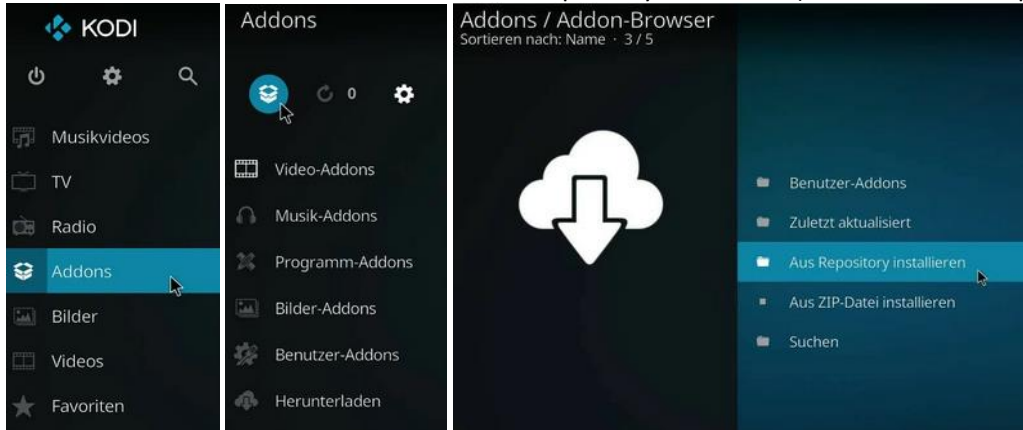 KODI
Musikvideos
TV
Radio
Addons
Bilder
Videos
Favoriten
Addons
0
Video-Addons
Musik-Addons
Programm-Addons
Bilder-Addons
Benutzer-Addons
Herunterladen
Addons / Addon-Browser
Sortieren nach: Name · 3 / 5
Benutzer-Addons
Zuletzt aktualisiert
Aus Repository installieren
Aus ZIP-Datei installieren
Suchen